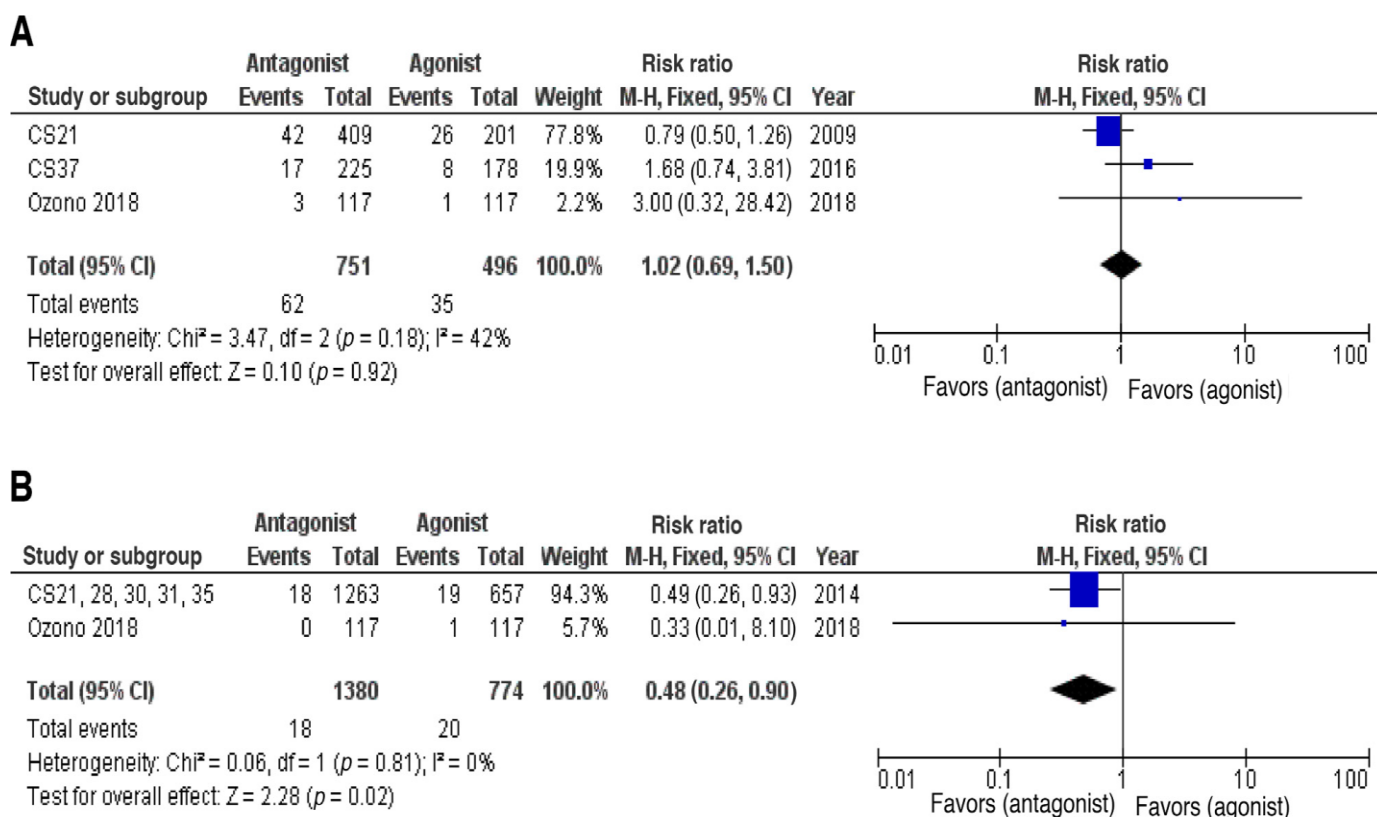 A
Antagonist Agonist Risk ratio Risk ratio
Study or subgroup Events Total Events Total Weight M-H, Fixed, 95% CI Year M-H, Fixed, 95% CI
CS21 42 409 26 201 77.8% 0.79 (0.50, 1.26) 2009
CS37 17 225 8 178 19.9% 1.68 (0.74, 3.81) 2016
Ozono 2018 3 117 1 117 2.2% 3.00 (0.32, 28.42) 2018
Total (95% CI) 751 496 100.0% 1.02 (0.69, 1.50)
Total events 62 35
Heterogeneity: Chi² = 3.47, df = 2 (p = 0.18); I² = 42%
Test for overall effect: Z = 0.10 (p = 0.92)
0.01 0.1 1 10 100
Favors (antagonist) Favors (agonist)
B
Antagonist Agonist Risk ratio Risk ratio
Study or subgroup Events Total Events Total Weight M-H, Fixed, 95% CI Year M-H, Fixed, 95% CI
CS21, 28, 30, 31, 35 18 1263 19 657 94.3% 0.49 (0.26, 0.93) 2014
Ozono 2018 0 117 1 117 5.7% 0.33 (0.01, 8.10) 2018
Total (95% CI) 1380 774 100.0% 0.48 (0.26, 0.90)
Total events 18 20
Heterogeneity: Chi² = 0.06, df = 1 (p = 0.81); I² = 0%
Test for overall effect: Z = 2.28 (p = 0.02)
0.01 0.1 1 10 100
Favors (antagonist) Favors (agonist)